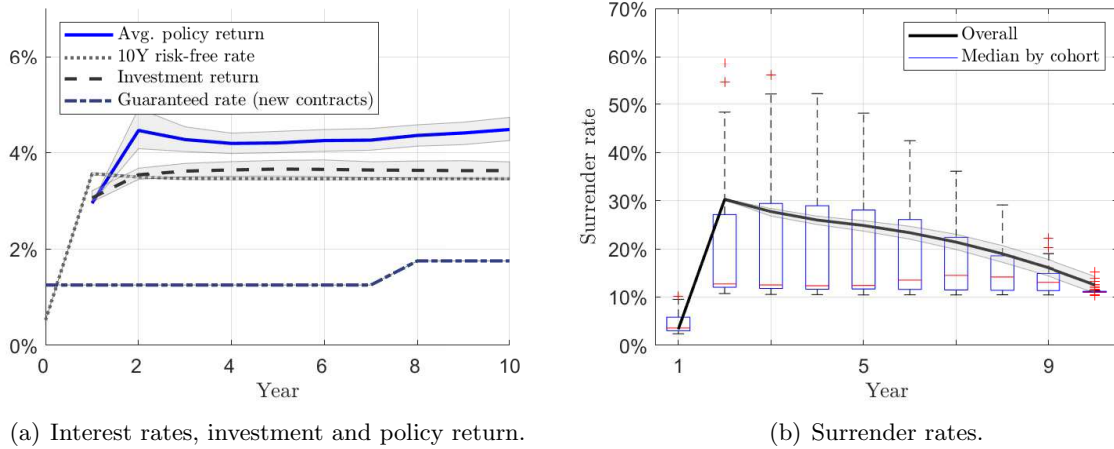 6%
4%
2%
0%
Avg. policy return
10Y risk-free rate
Investment return
Guaranteed rate (new contracts)
0 2 4 6 8 10
Year
(a) Interest rates, investment and policy return.
70%
60%
50%
40%
30%
20%
10%
0%
Surrender rate
Overall
Median by cohort
1 5 9
Year
(b) Surrender rates.